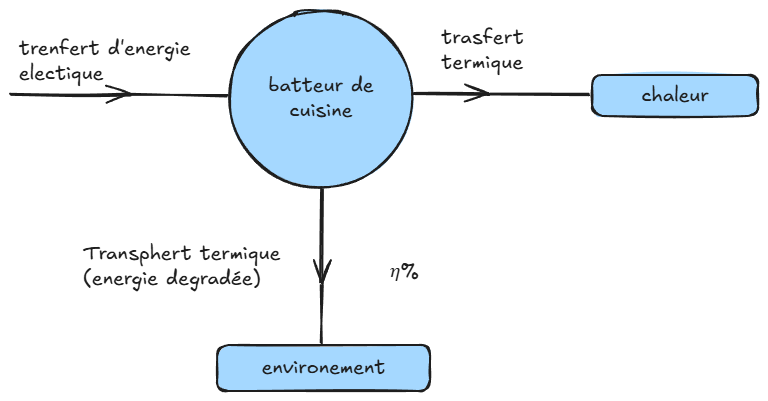 trenfert d'energie
electique
batteur de
cuisine
trasfert
termique
chaleur
Transphert termique
(energie degradée)
η%
environement